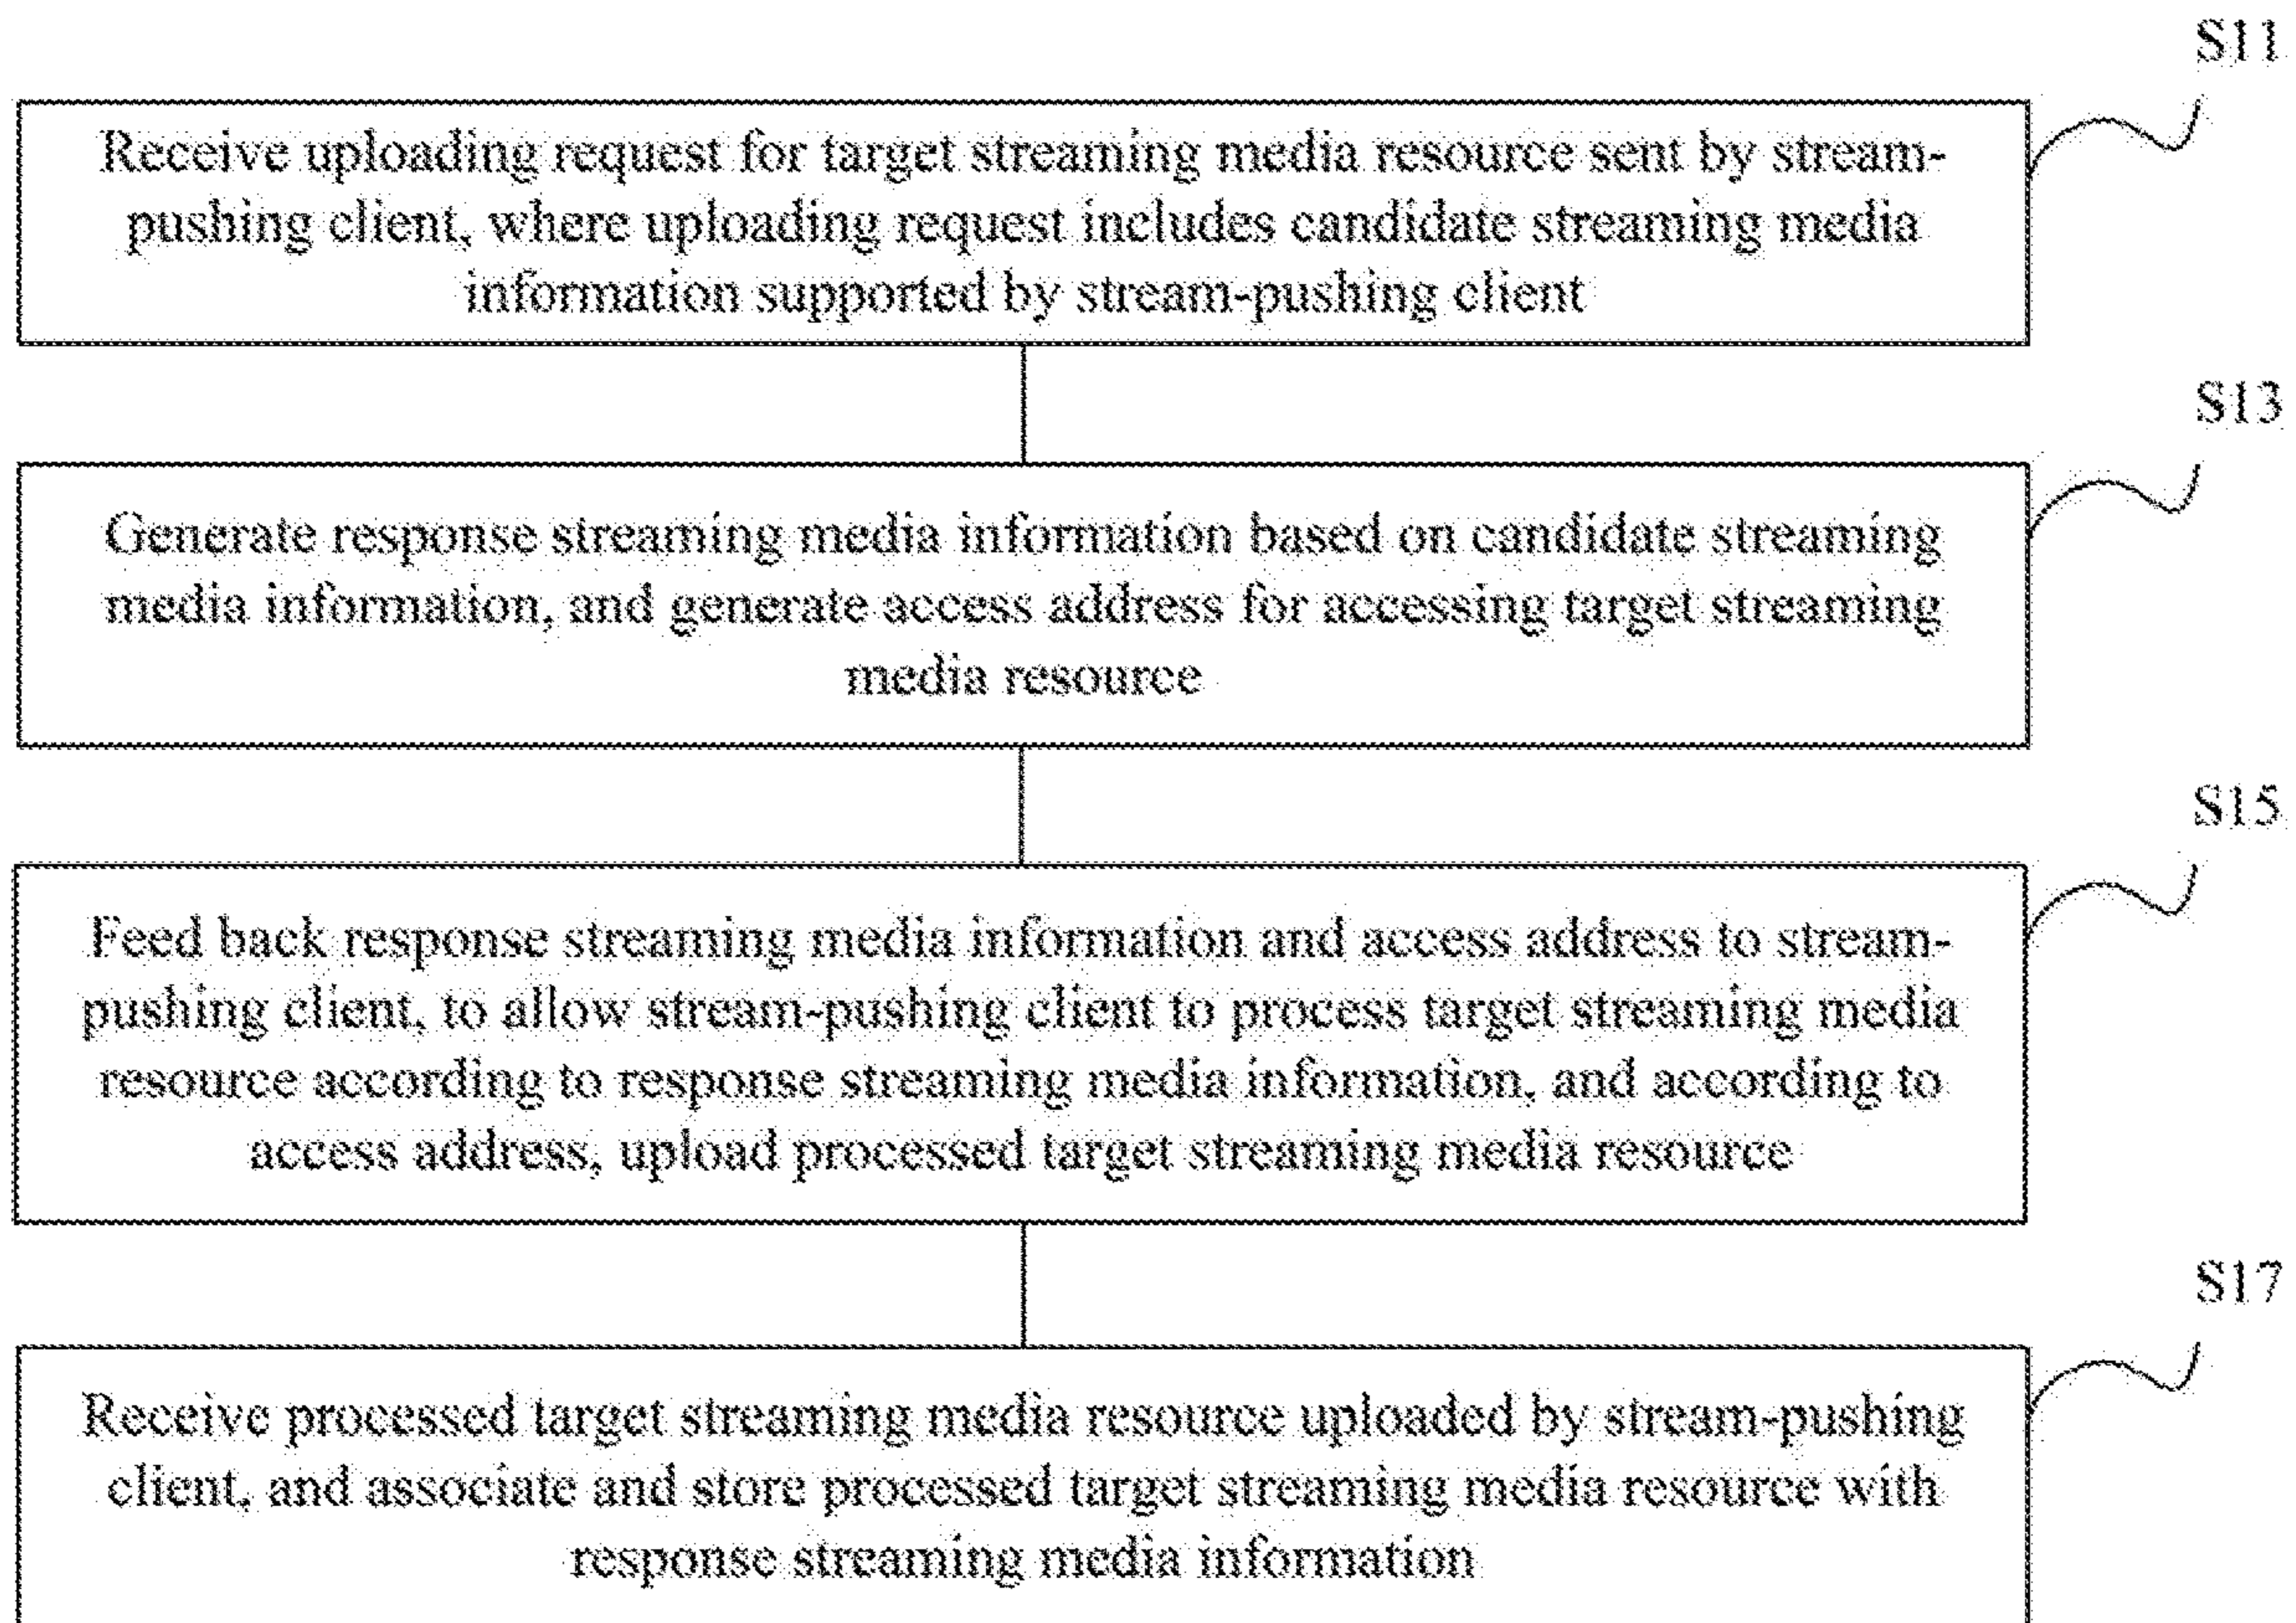 S11
Receive uploading request for target streaming media resource sent by stream-
pushing client, where uploading request includes candidate streaming media
information supported by stream-pushing client
S13
Generate response streaming media information based on candidate streaming
media information, and generate access address for accessing target streaming
media resource
S15
Feed back response streaming media information and access address to stream-
pushing client, to allow stream-pushing client to process target streaming media
resource according to response streaming media information, and according to
access address, upload processed target streaming media resource
S17
Receive processed target streaming media resource uploaded by stream-pushing
client, and associate and store processed target streaming media resource with
response streaming media information